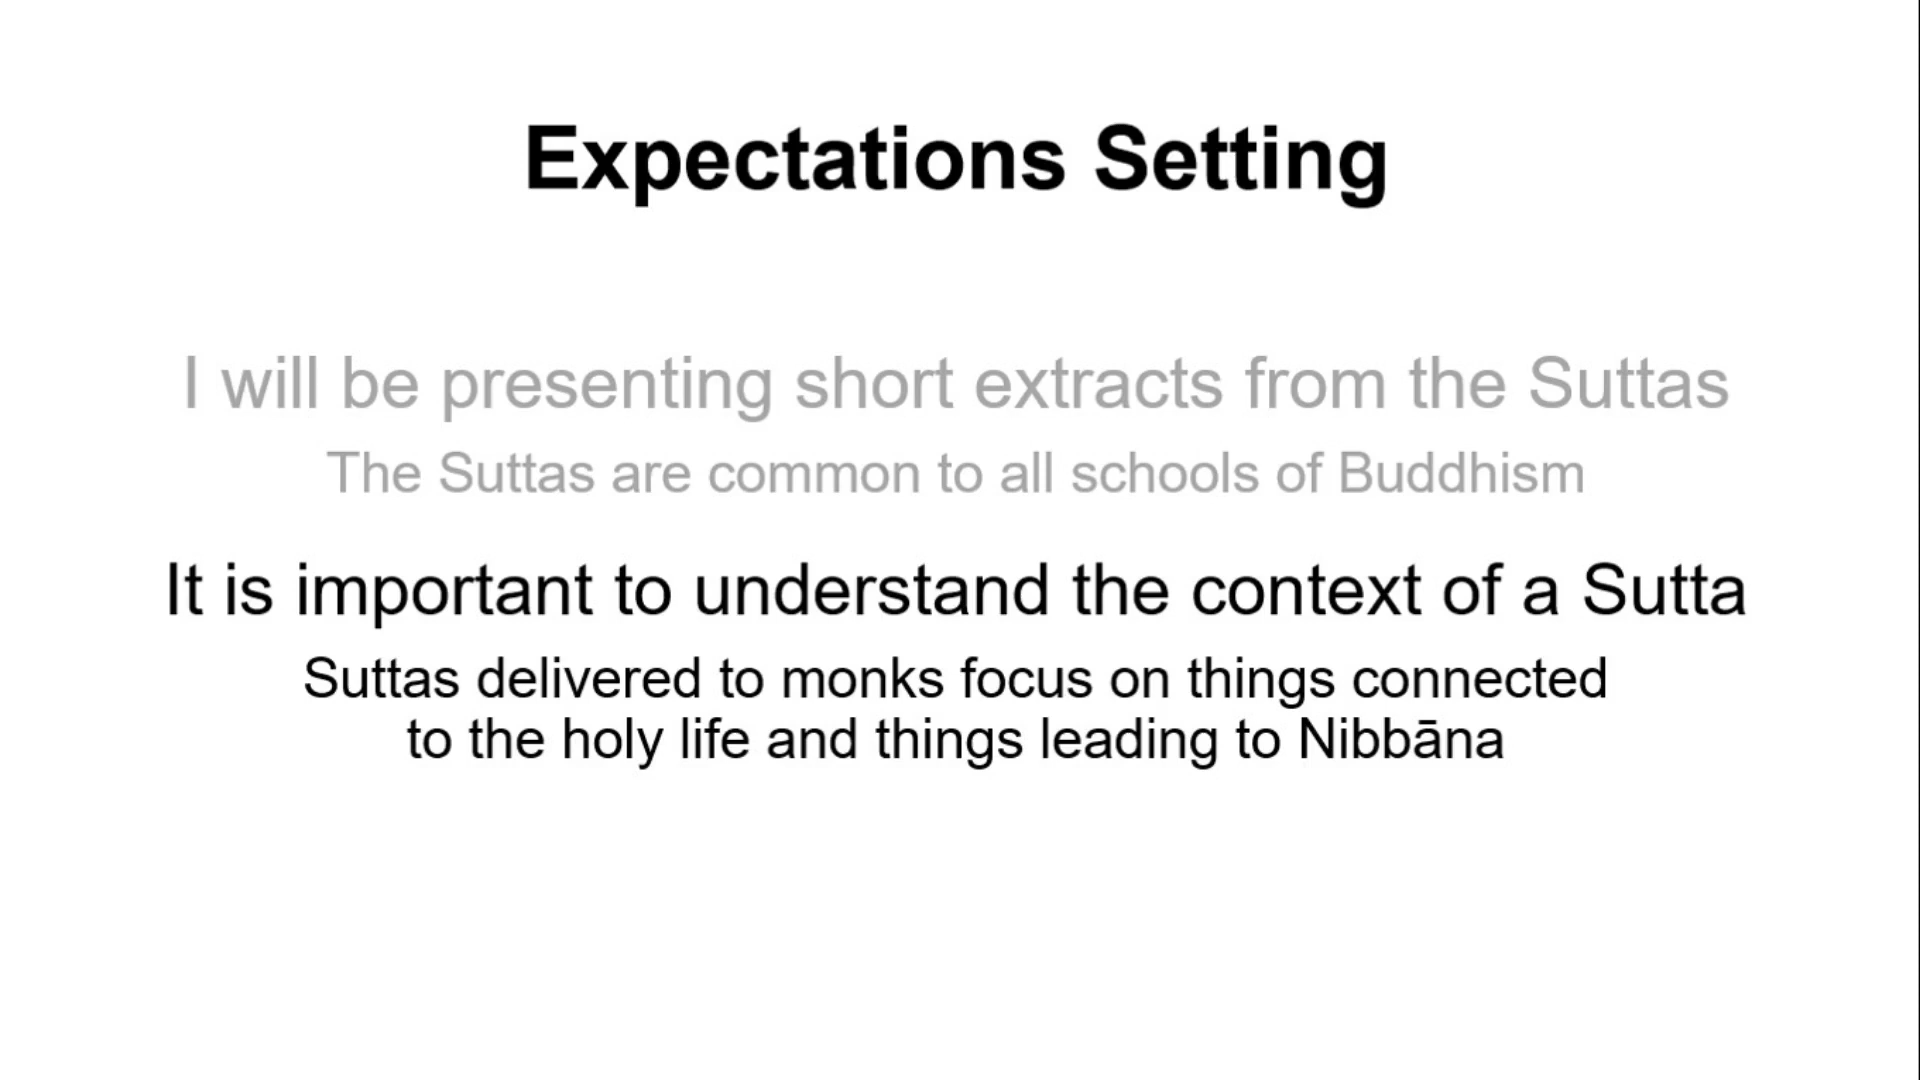 Expectations Setting
I will be presenting short extracts from the Suttas
The Suttas are common to all schools of Buddhism
It is important to understand the context of a Sutta
Suttas delivered to monks focus on things connected
to the holy life and things leading to Nibbāna